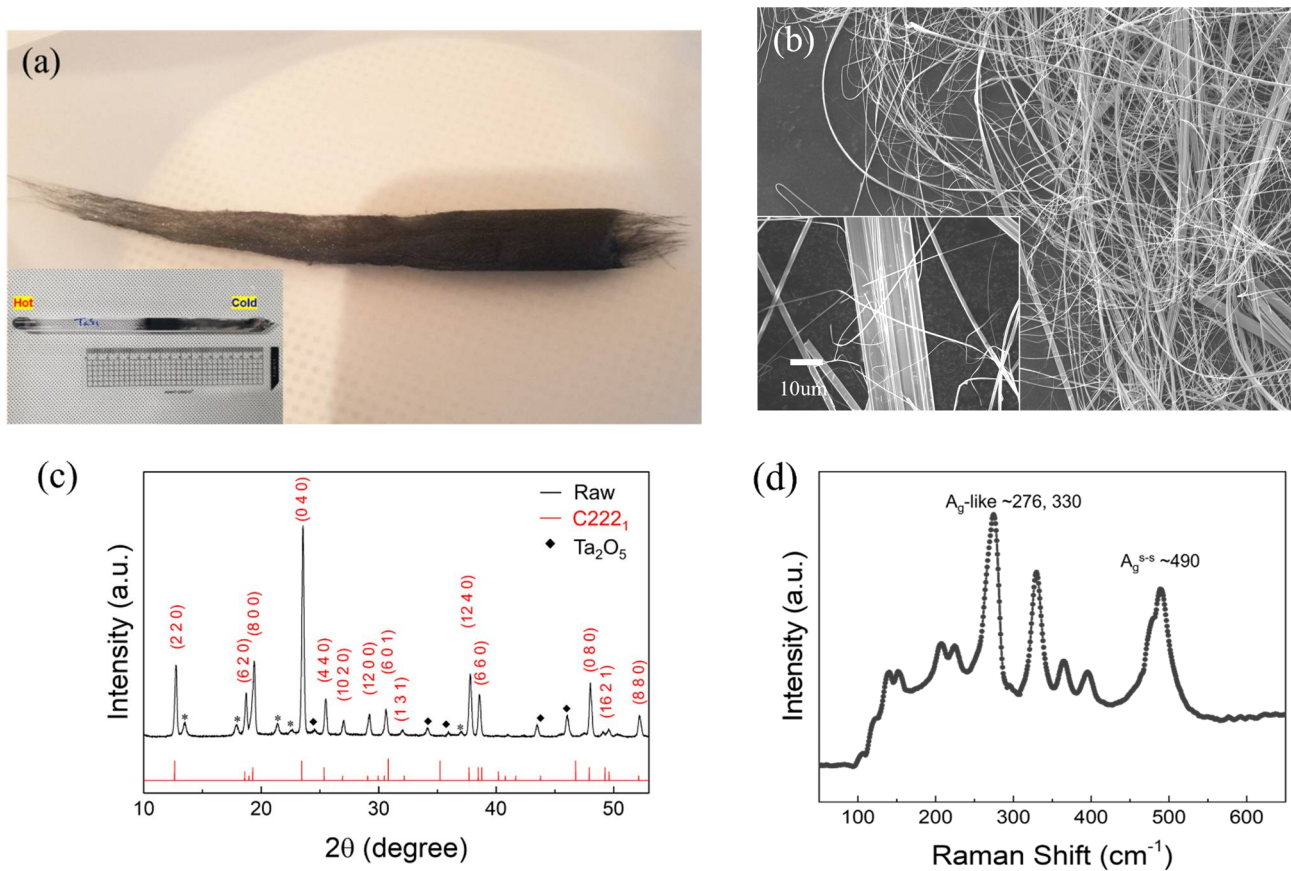 (a)
Hot
Cold
TaS₃
(b)
10um
(c)
Intensity (a.u.)
(2 2 0)
(6 2 0)
(8 0 0)
(0 4 0)
(4 4 0)
(10 2 0)
(12 0 0)
(6 0 1)
(1 3 1)
(12 4 0)
(6 6 0)
(0 8 0)
(16 2 1)
(8 8 0)
Raw
C222₁
Ta₂O₅
* * * * *
10 20 30 40 50
2θ (degree)
(d)
Intensity (a.u.)
A_g-like ~276, 330
A_g^s-s ~490
100 200 300 400 500 600
Raman Shift (cm⁻¹)